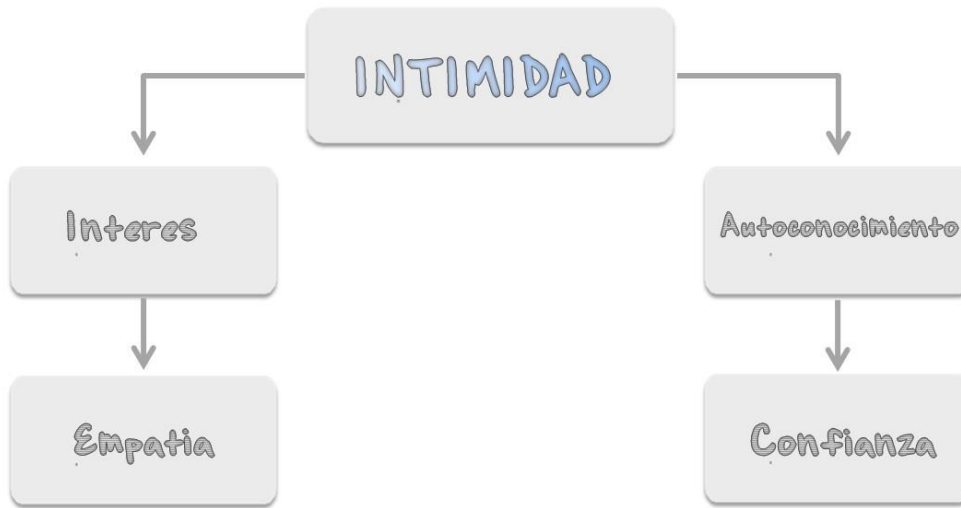 INTIMIDAD
Interes
Autoconocimiento
Empatia
Confianza